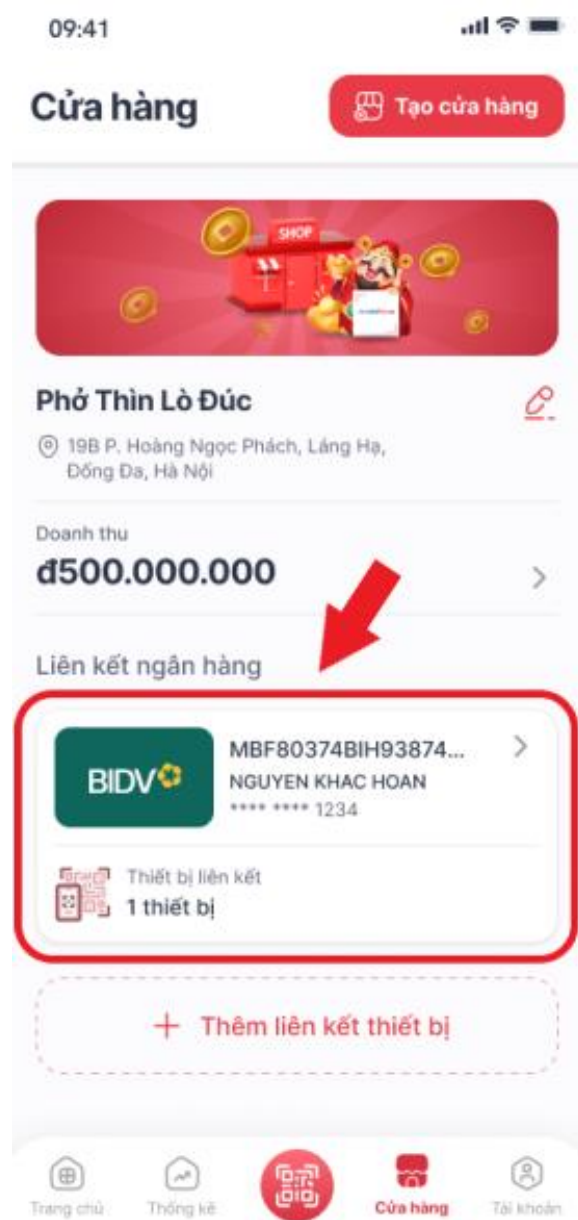 09:41
Cửa hàng
Tạo cửa hàng
SHOP
Phở Thìn Lò Đúc
19B P. Hoàng Ngọc Phách, Láng Hạ,
Đống Đa, Hà Nội
Doanh thu
đ500.000.000
Liên kết ngân hàng
BIDV
MBF80374BIH93874...
NGUYEN KHAC HOAN
**** **** 1234
Thiết bị liên kết
1 thiết bị
+ Thêm liên kết thiết bị
Trang chủ
Thống kê
Cửa hàng
Tài khoản